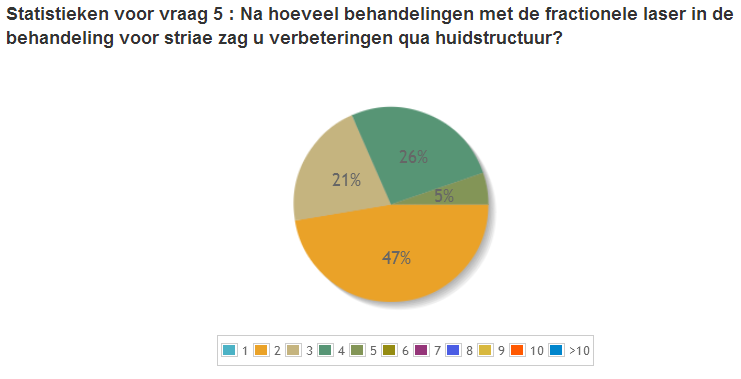 Statistieken voor vraag 5 : Na hoeveel behandelingen met de fractionele laser in de
behandeling voor striae zag u verbeteringen qua huidstructuur?
26%
21%
5%
47%
1 2 3 4 5 6 7 8 9 10 >10